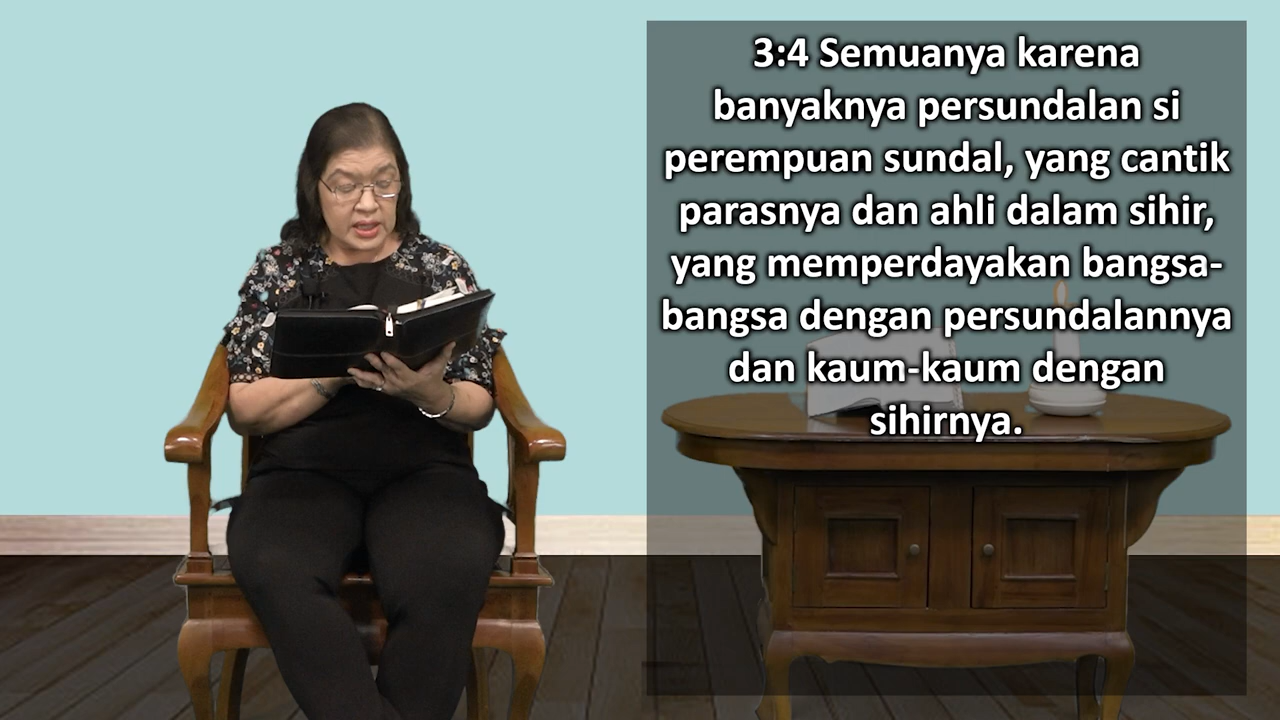 3:4 Semuanya karena
banyaknya persundalan si
perempuan sundal, yang cantik
parasnya dan ahli dalam sihir,
yang memperdayakan bangsa-
bangsa dengan persundalannya
dan kaum-kaum dengan
sihirnya.